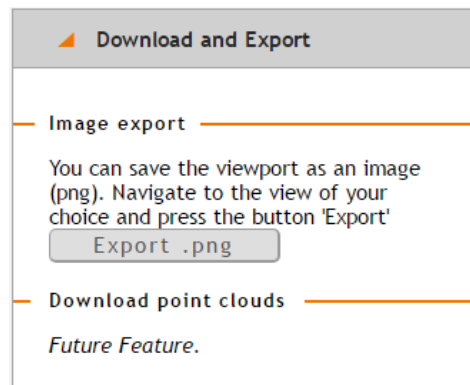 Download and Export
Image export
You can save the viewport as an image
(png). Navigate to the view of your
choice and press the button 'Export'
Export .png
Download point clouds
Future Feature.